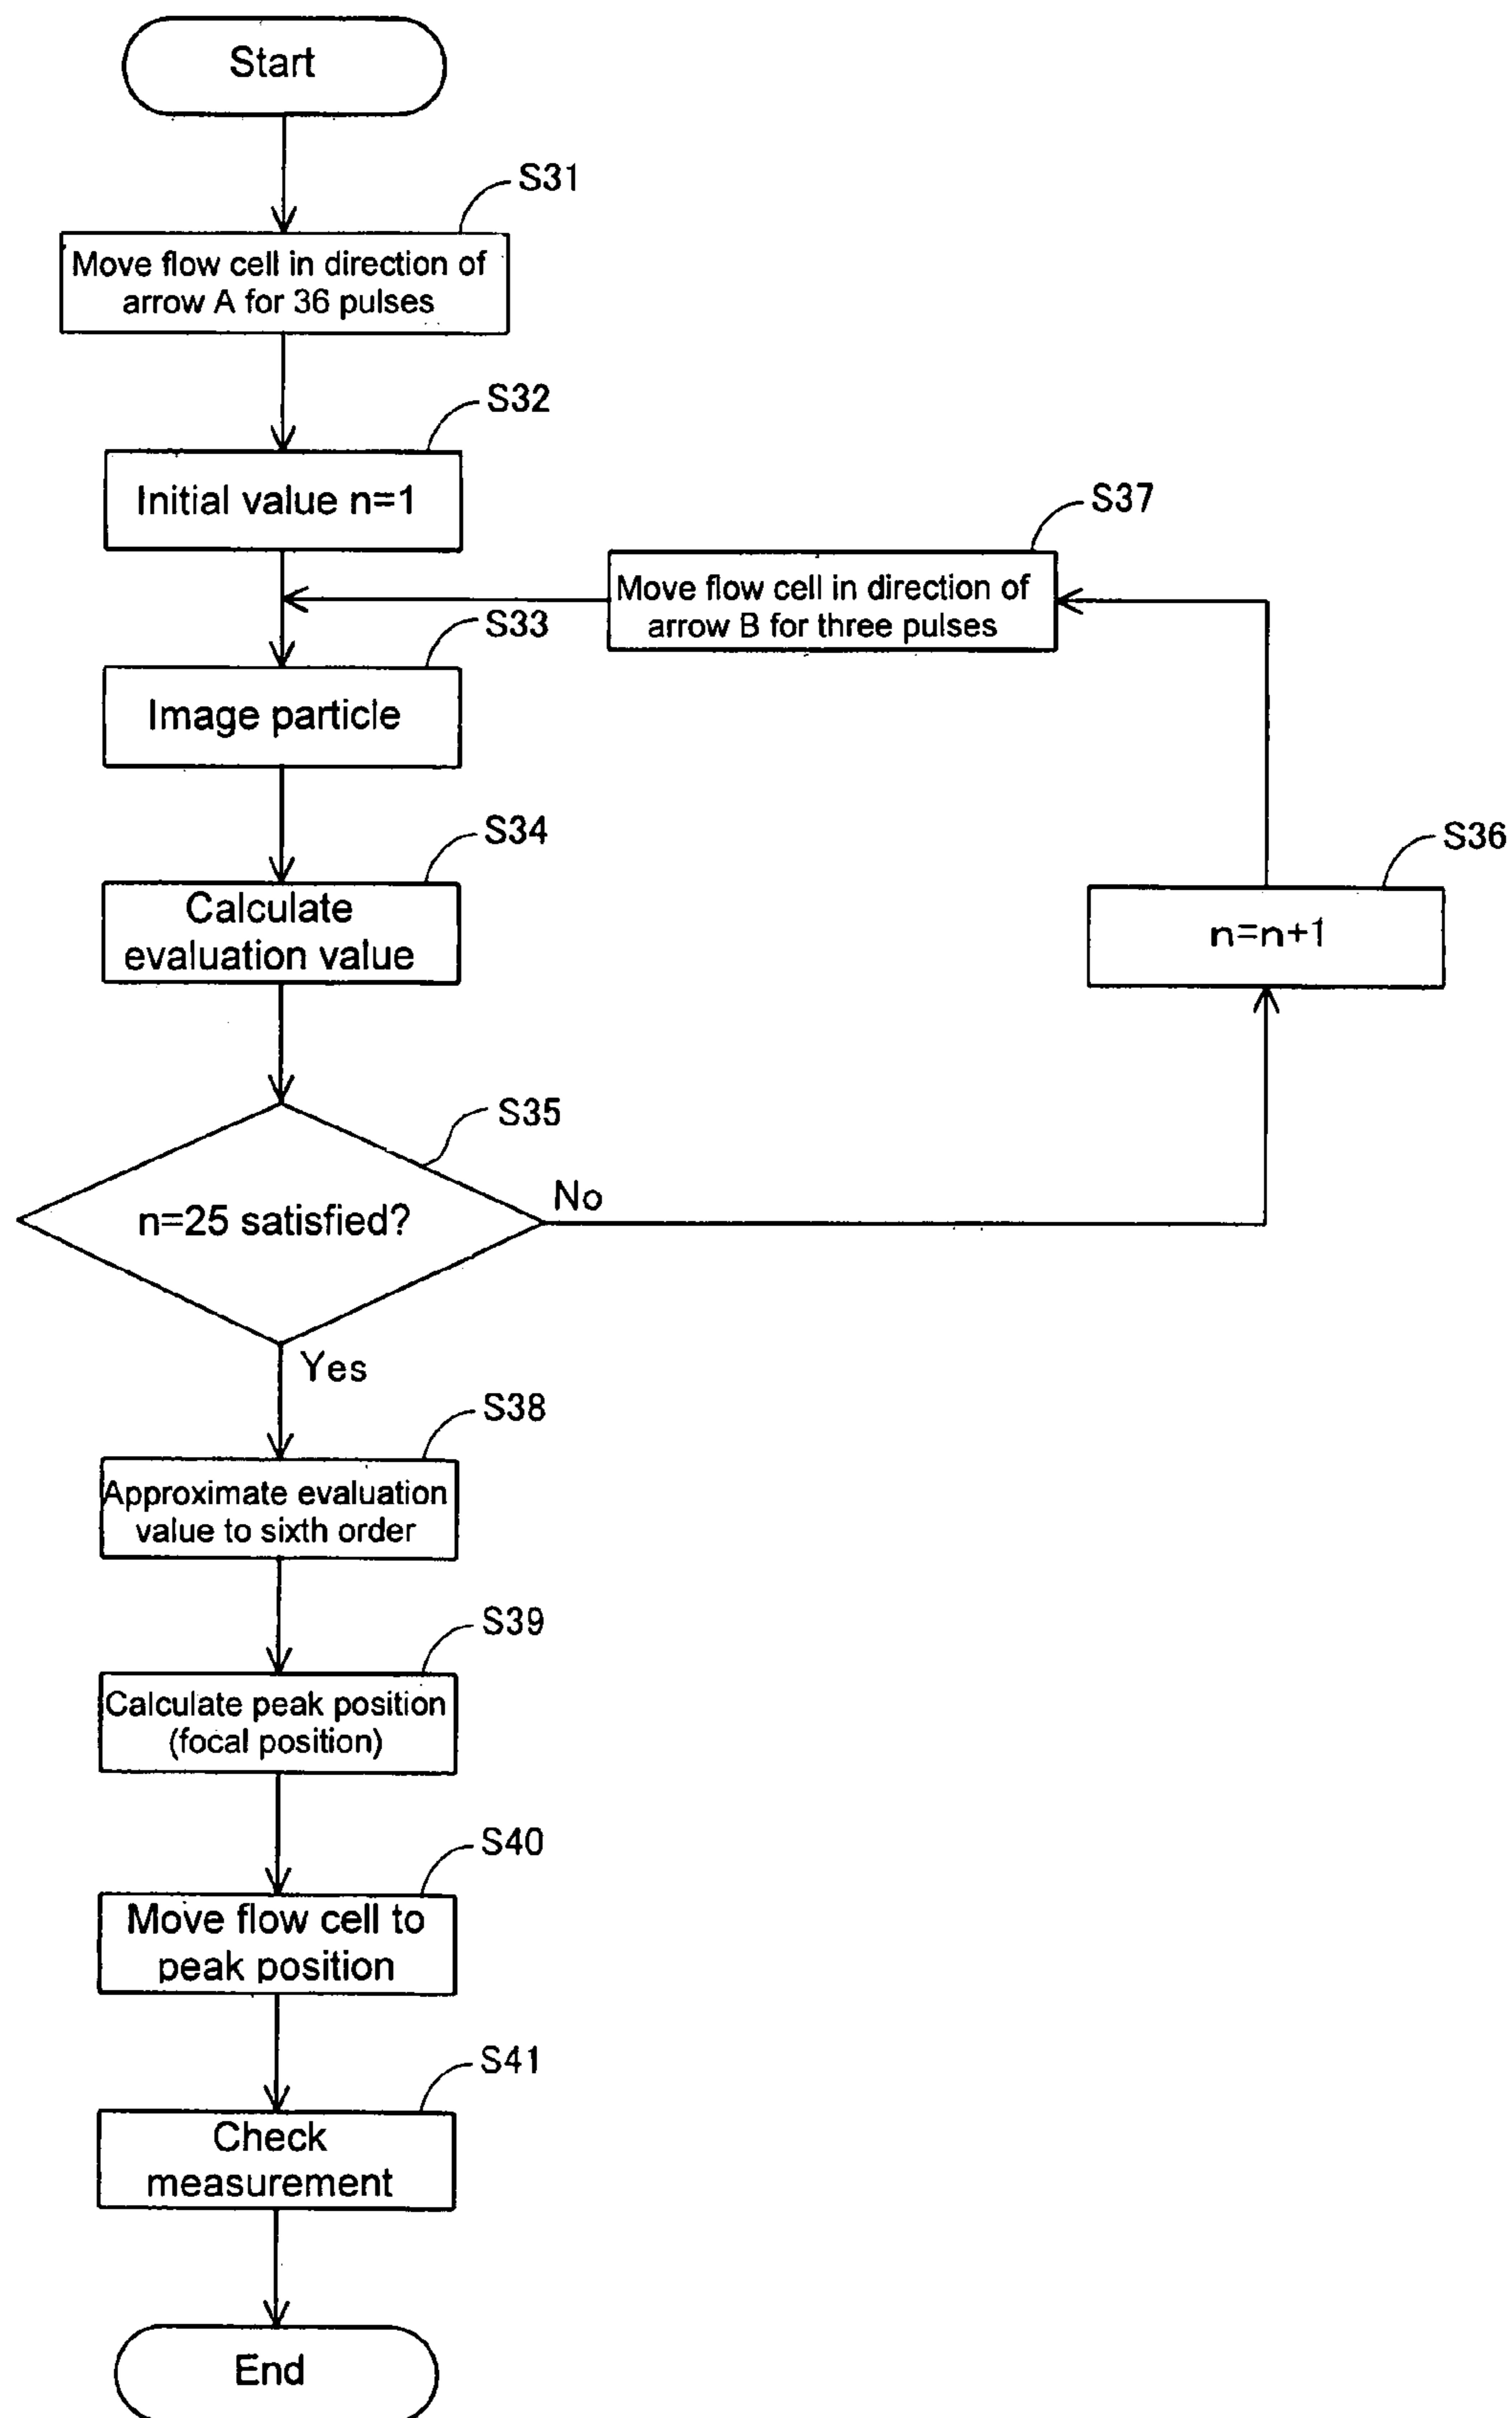 Start
S31
Move flow cell in direction of
arrow A for 36 pulses
S32
Initial value n=1
S37
Move flow cell in direction of
arrow B for three pulses
S33
Image particle
S34
Calculate
evaluation value
S36
n=n+1
S35
n=25 satisfied?
No
Yes
S38
Approximate evaluation
value to sixth order
S39
Calculate peak position
(focal position)
S40
Move flow cell to
peak position
S41
Check
measurement
End